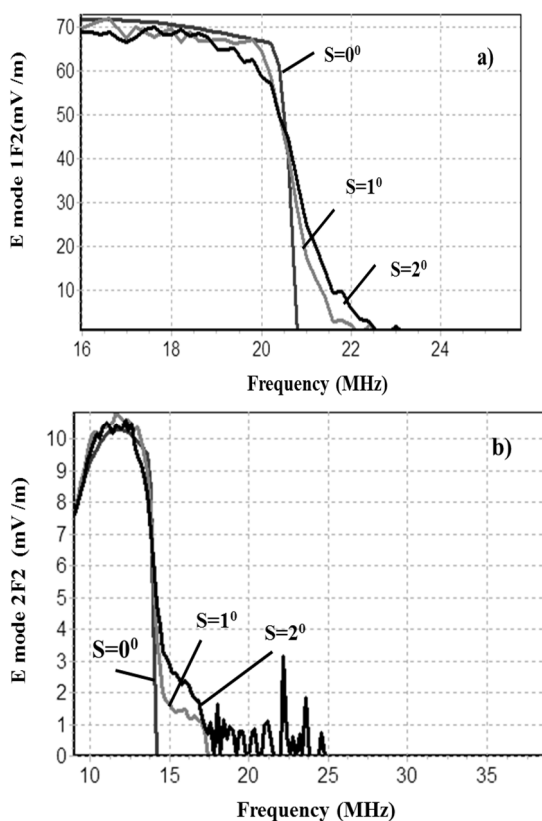 70
60
50
40
30
20
10
E mode 1F2(mV /m)
a)
S=0⁰
S=1⁰
S=2⁰
16 18 20 22 24
Frequency (MHz)
10
9
8
7
6
5
4
3
2
1
0
E mode 2F2 (mV /m)
b)
S=0⁰
S=1⁰
S=2⁰
10 15 20 25 30 35
Frequency (MHz)